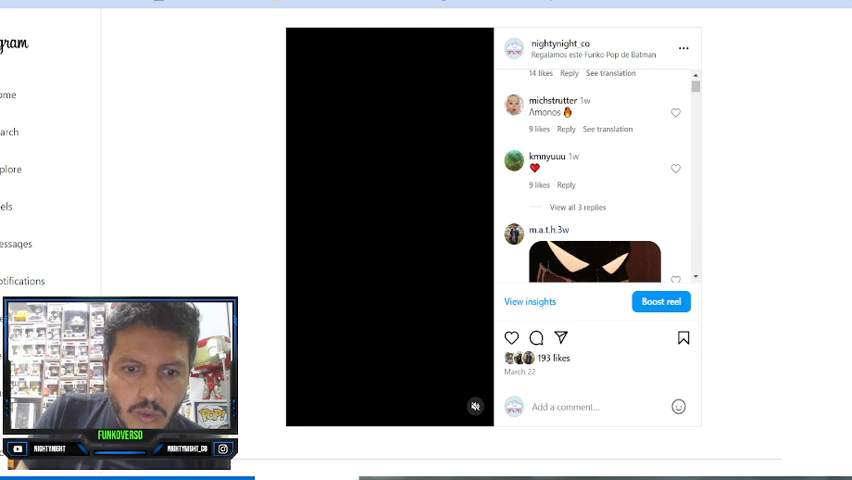 gram
ome
arch
plore
els
essages
otifications
nightynight_co
Regalamos este Funko Pop de Batman
14 likes Reply See translation
michstrutter 1w
Amonos 🔥
9 likes Reply See translation
kmnyuuu 1w
❤️
9 likes Reply
View all 3 replies
m.a.t.h.3w
View insights
Boost reel
193 likes
March 22
Add a comment...
POP!
FUNKOVERSO
NIGHTYNIGHT
NIGHTYNIGHT_CO